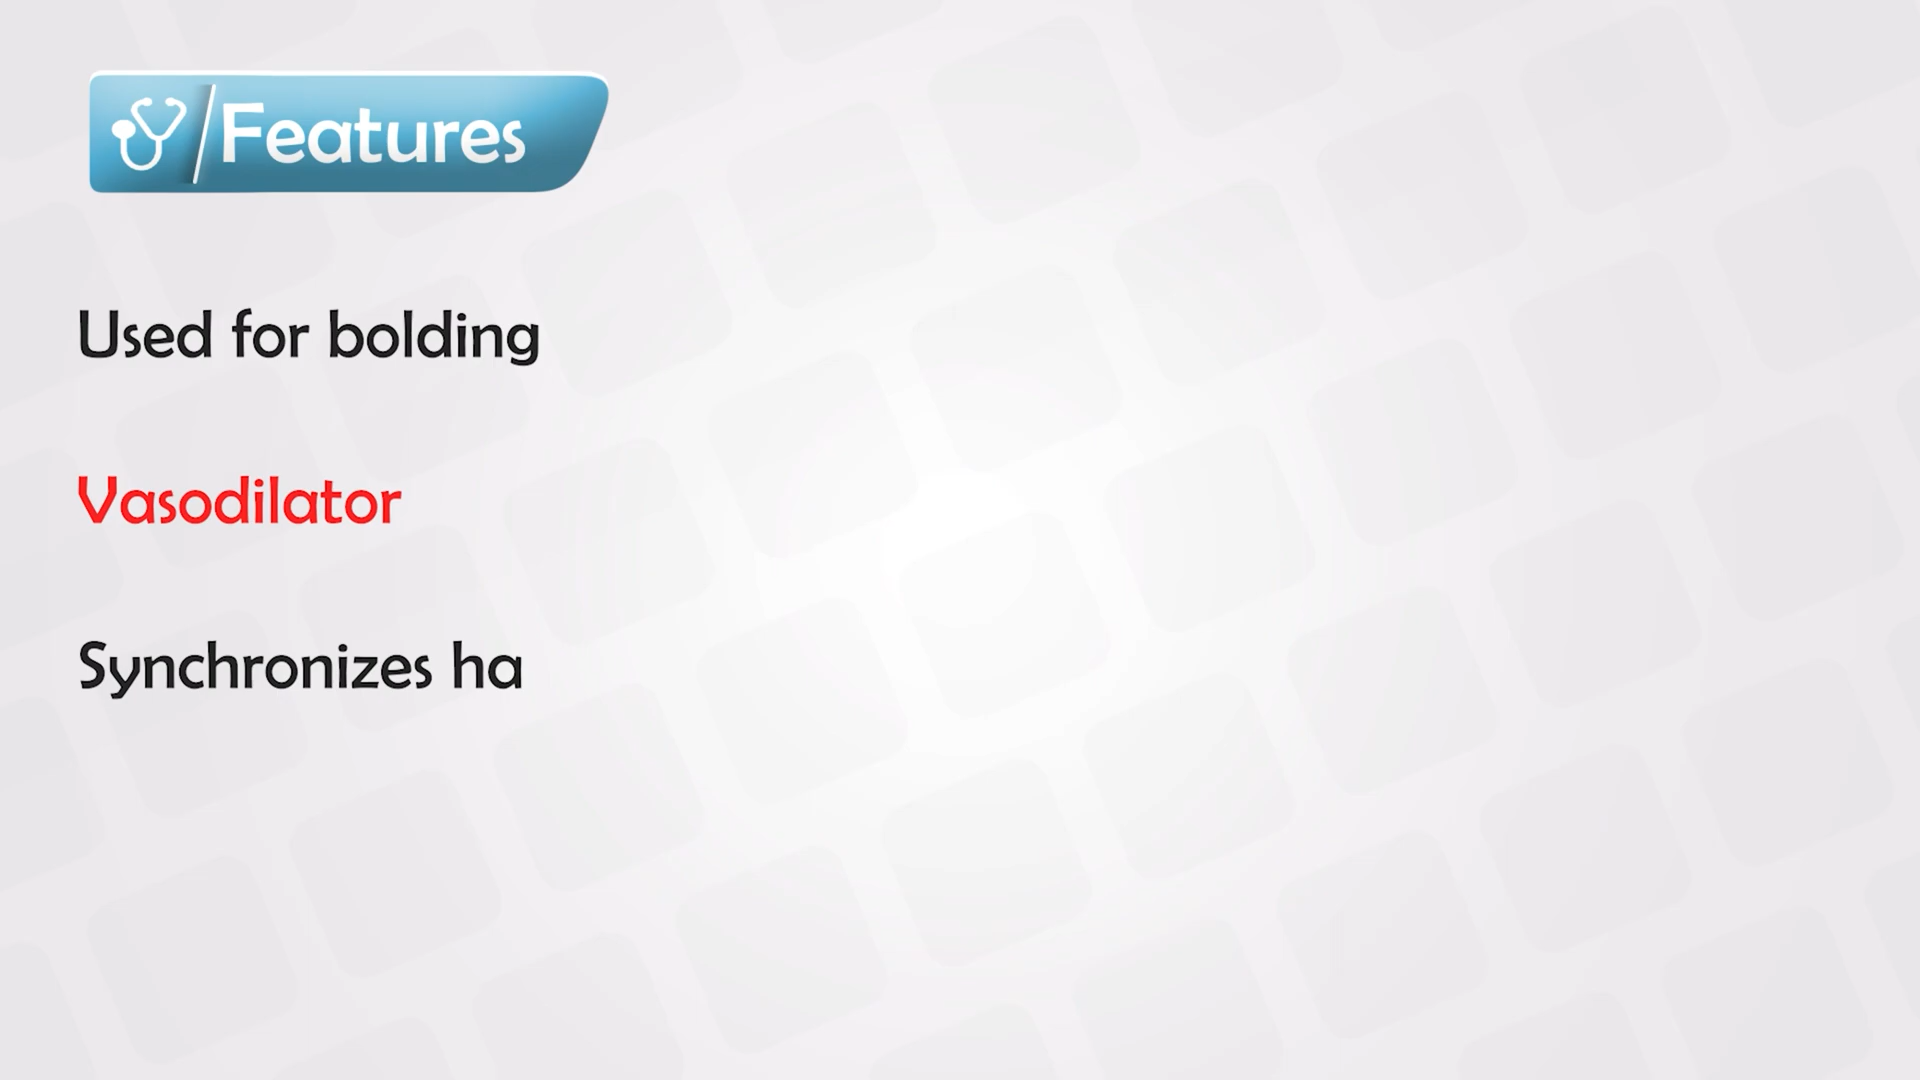 Features
Used for bolding
Vasodilator
Synchronizes ha